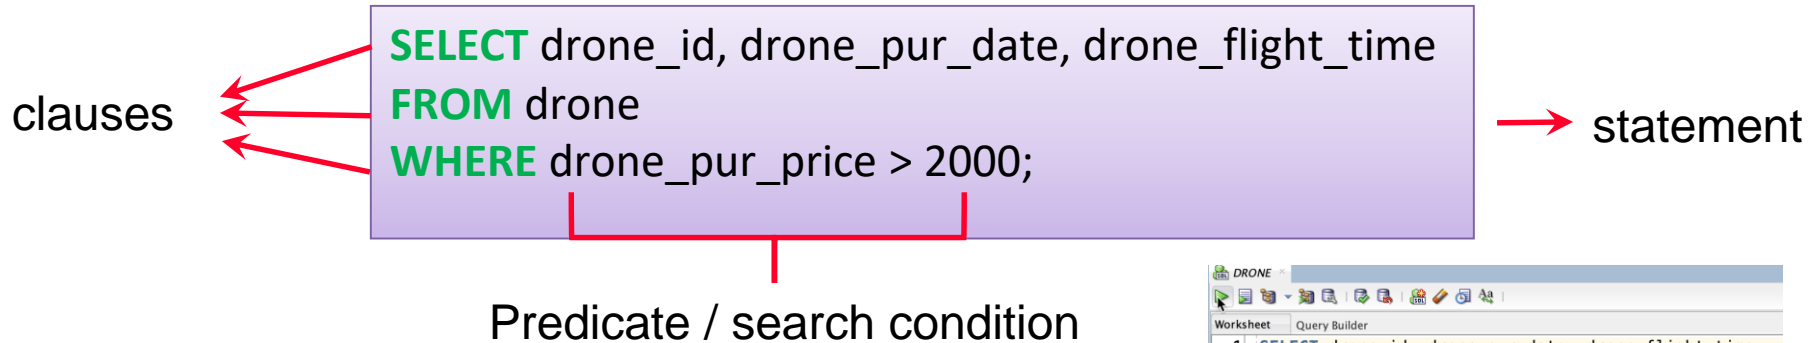 SELECT drone_id, drone_pur_date, drone_flight_time
FROM drone
WHERE drone_pur_price > 2000;
clauses
statement
Predicate / search condition
DRONE
Worksheet Query Builder